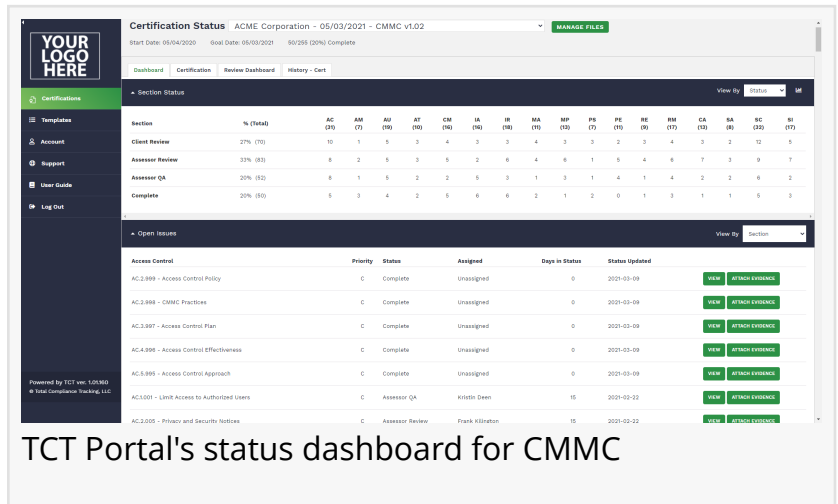 YOUR
LOGO
HERE
Certification Status ACME Corporation - 05/03/2021 - CMMC v1.02 MANAGE FILES
Start Date: 05/04/2020 Goal Date: 05/03/2021 50/255 (20%) Complete
Dashboard Certification Review Dashboard History - Cert
Certifications
Templates
Account
Support
User Guide
Log Out
Section Status View By Status
Section % (Total) AC (31) AM (7) AU (19) AT (10) CM (16) IA (16) IR (18) MA (11) MP (13) PS (7) PE (11) RE (9) RM (17) CA (13) SA (8) SC (32) SI (17)
Client Review 27% (70) 10 1 5 3 4 3 3 4 3 3 2 3 4 3 2 12 5
Assessor Review 33% (83) 8 2 5 3 5 2 6 4 6 1 5 4 6 7 3 9 7
Assessor QA 20% (52) 8 1 5 2 2 5 3 1 3 1 4 1 4 2 2 6 2
Complete 20% (50) 5 3 4 2 5 6 6 2 1 2 0 1 3 1 1 5 3
Open Issues View By Section
Access Control Priority Status Assigned Days in Status Status Updated
AC.2.999 - Access Control Policy C Complete Unassigned 0 2021-03-09 VIEW ATTACH EVIDENCE
AC.2.998 - CMMC Practices C Complete Unassigned 0 2021-03-09 VIEW ATTACH EVIDENCE
AC.3.997 - Access Control Plan C Complete Unassigned 0 2021-03-09 VIEW ATTACH EVIDENCE
AC.4.996 - Access Control Effectiveness C Complete Unassigned 0 2021-03-09 VIEW ATTACH EVIDENCE
AC.5.995 - Access Control Approach C Complete Unassigned 0 2021-03-09 VIEW ATTACH EVIDENCE
AC.1.001 - Limit Access to Authorized Users C Assessor QA Kristin Deen 15 2021-02-22 VIEW ATTACH EVIDENCE
AC.2.005 - Privacy and Security Notices C Assessor Review Frank Killington 15 2021-02-22 VIEW ATTACH EVIDENCE
Powered by TCT ver. 1.01.160
© Total Compliance Tracking, LLC
TCT Portal's status dashboard for CMMC